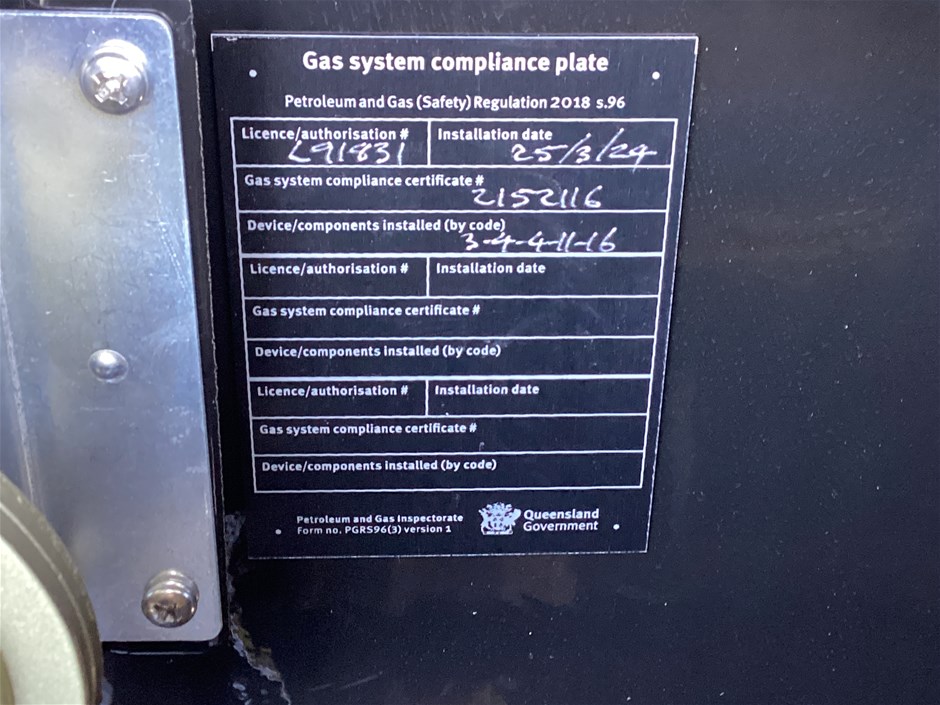 Gas system compliance plate
Petroleum and Gas (Safety) Regulation 2018 s.96
Licence/authorisation # Installation date
L91831 25/3/24
Gas system compliance certificate #
2152116
Device/components installed (by code)
3-4-4-11-16
Licence/authorisation # Installation date
Gas system compliance certificate #
Device/components installed (by code)
Licence/authorisation # Installation date
Gas system compliance certificate #
Device/components installed (by code)
Petroleum and Gas Inspectorate
Form no. PGRS96(3) version 1
Queensland
Government